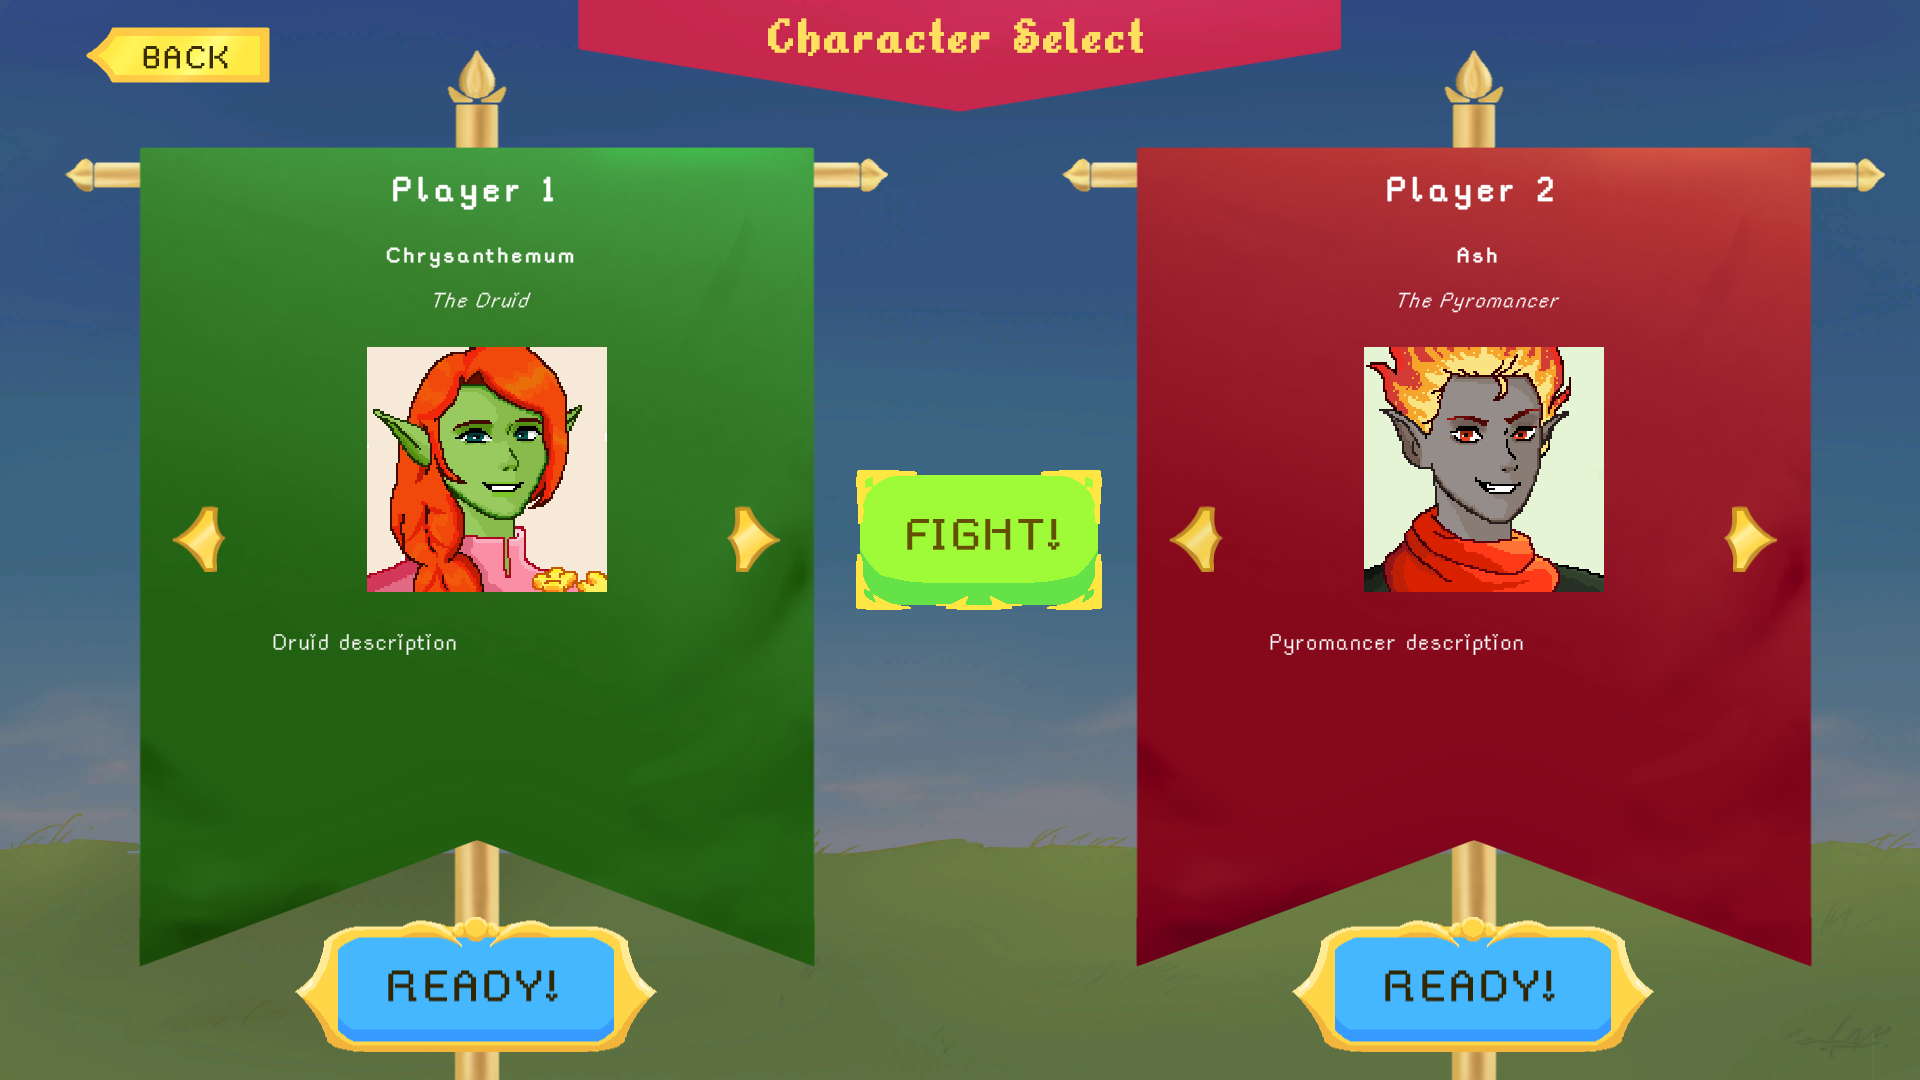 BACK
Character Select
Player 1
Chrysanthemum
The Druid
Druid description
READY!
FIGHT!
Player 2
Ash
The Pyromancer
Pyromancer description
READY!